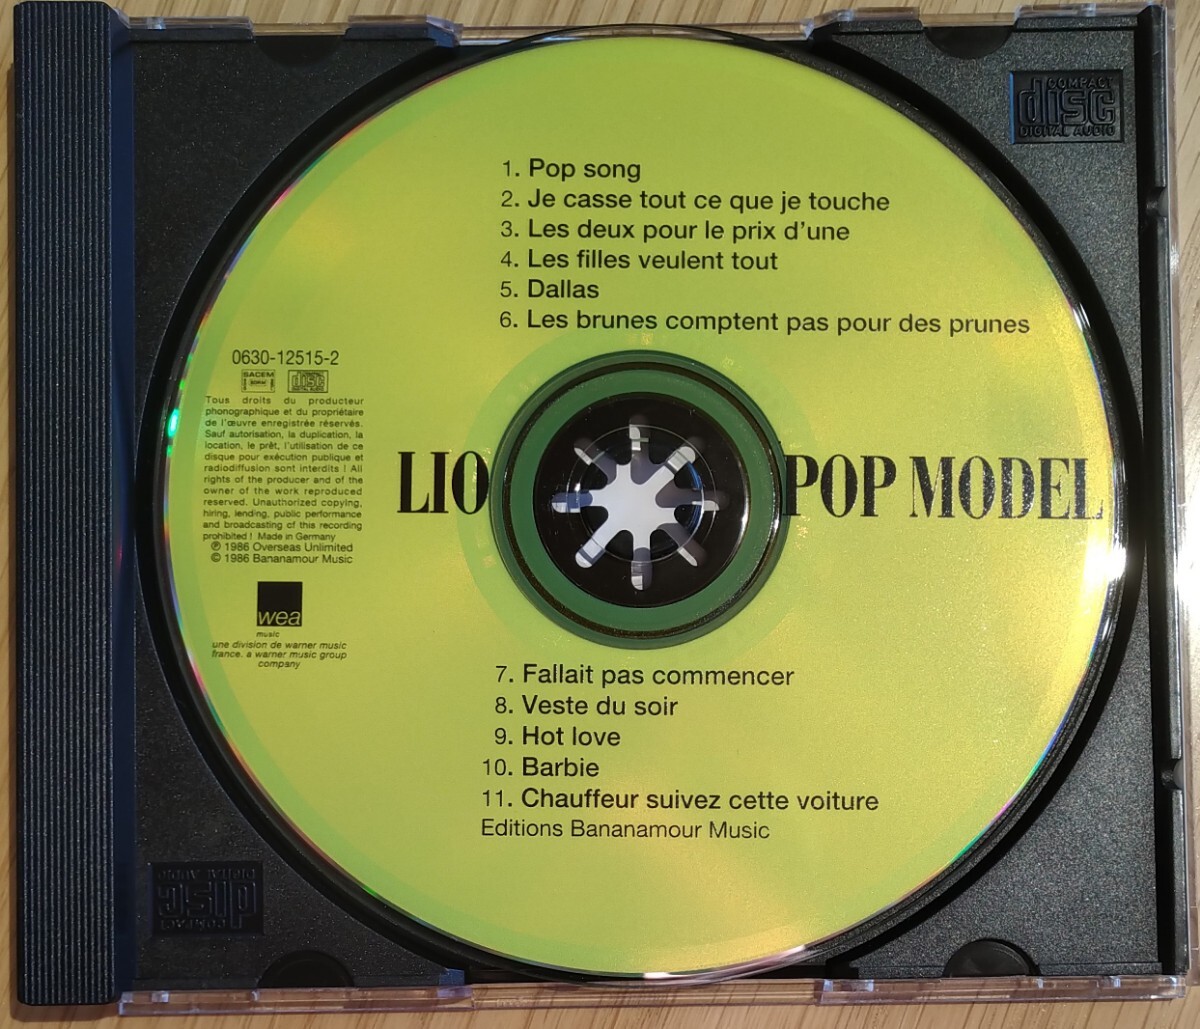 COMPACT
disc
DIGITAL AUDIO
1. Pop song
2. Je casse tout ce que je touche
3. Les deux pour le prix d'une
4. Les filles veulent tout
5. Dallas
6. Les brunes comptent pas pour des prunes
0630-12515-2
SACEM
disc
DIGITAL AUDIO
Tous droits du producteur
phonographique et du propriétaire
de l'œuvre enregistrée réservés.
Sauf autorisation, la duplication, la
location, le prêt, l'utilisation de ce
disque pour exécution publique et
radiodiffusion sont interdits ! All
rights of the producer and of the
owner of the work reproduced
reserved. Unauthorized copying,
hiring, lending, public performance
and broadcasting of this recording
prohibited ! Made in Germany
℗ 1986 Overseas Unlimited
© 1986 Bananamour Music
LIO POP MODEL
wea
music
une division de warner music
france. a warner music group
company
7. Fallait pas commencer
8. Veste du soir
9. Hot love
10. Barbie
11. Chauffeur suivez cette voiture
Editions Bananamour Music
COMPACT
disc
DIGITAL AUDIO